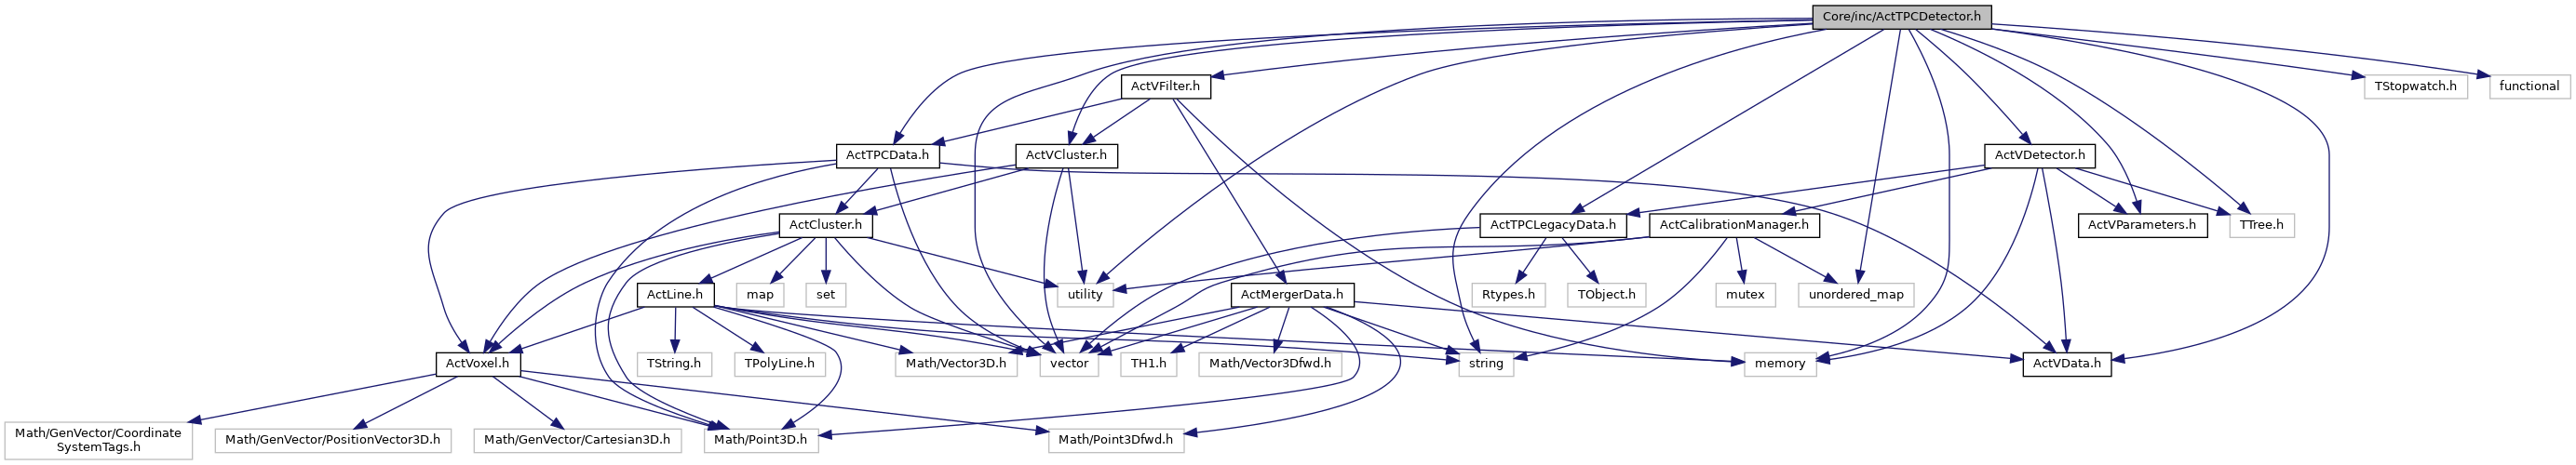 Core/inc/ActTPCDetector.h
ActVFilter.h
TStopwatch.h
functional
ActTPCData.h
ActVCluster.h
ActVDetector.h
ActCluster.h
ActTPCLegacyData.h
ActCalibrationManager.h
ActVParameters.h
TTree.h
ActLine.h
map
set
utility
ActMergerData.h
Rtypes.h
TObject.h
mutex
unordered_map
ActVoxel.h
TString.h
TPolyLine.h
Math/Vector3D.h
vector
TH1.h
Math/Vector3Dfwd.h
string
memory
ActVData.h
Math/GenVector/Coordinate
SystemTags.h
Math/GenVector/PositionVector3D.h
Math/GenVector/Cartesian3D.h
Math/Point3D.h
Math/Point3Dfwd.h